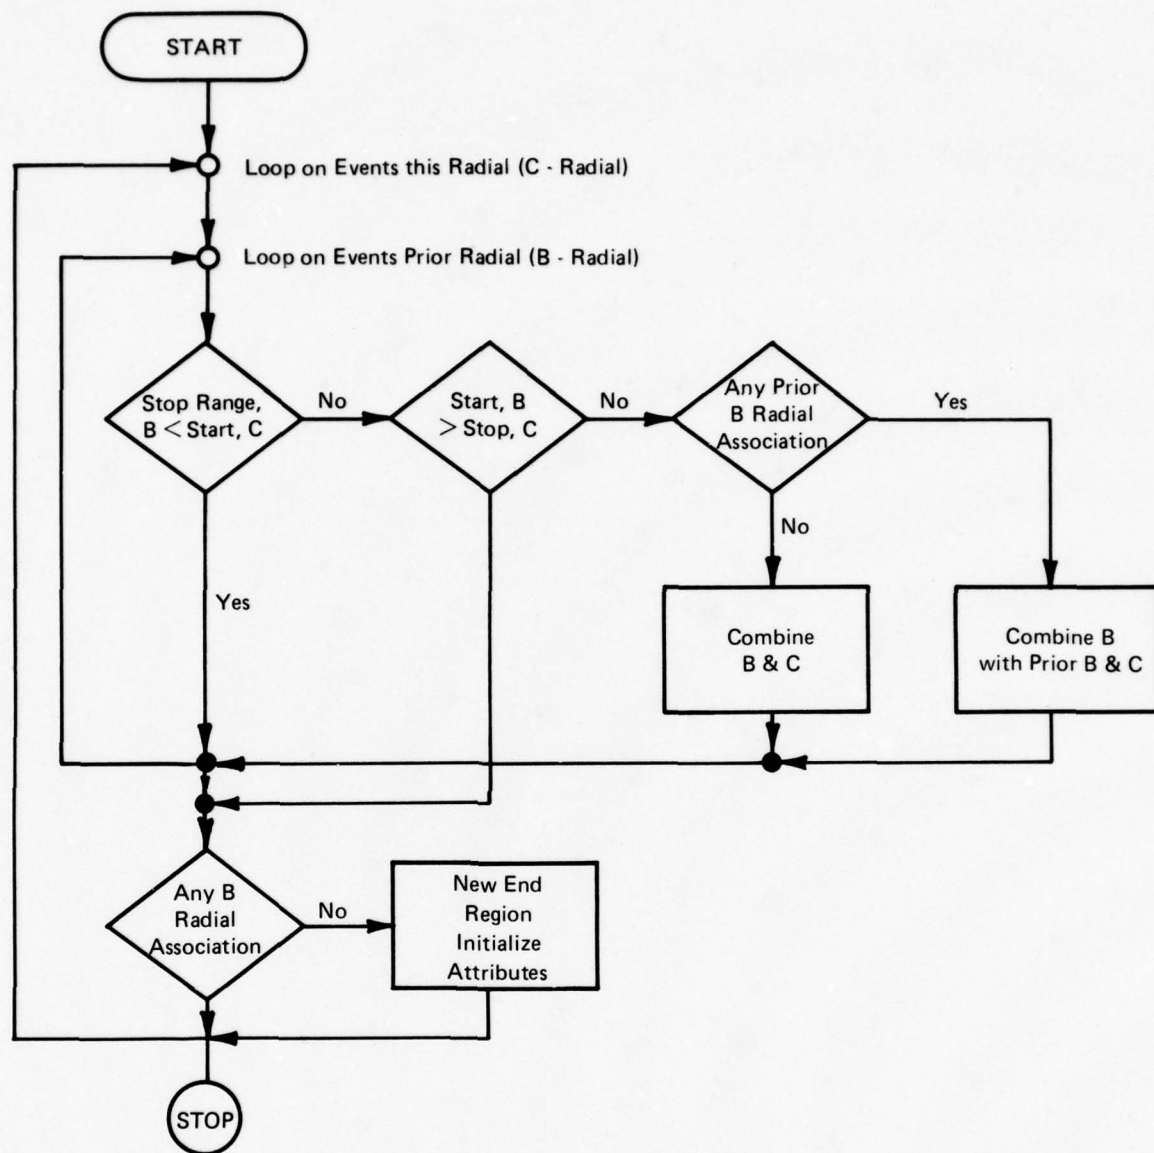 START
Loop on Events this Radial (C - Radial)
Loop on Events Prior Radial (B - Radial)
Stop Range,
B < Start, C
No
Start, B
> Stop, C
No
Any Prior
B Radial
Association
Yes
No
Yes
Combine
B & C
Combine B
with Prior B & C
Any B
Radial
Association
No
New End
Region
Initialize
Attributes
STOP